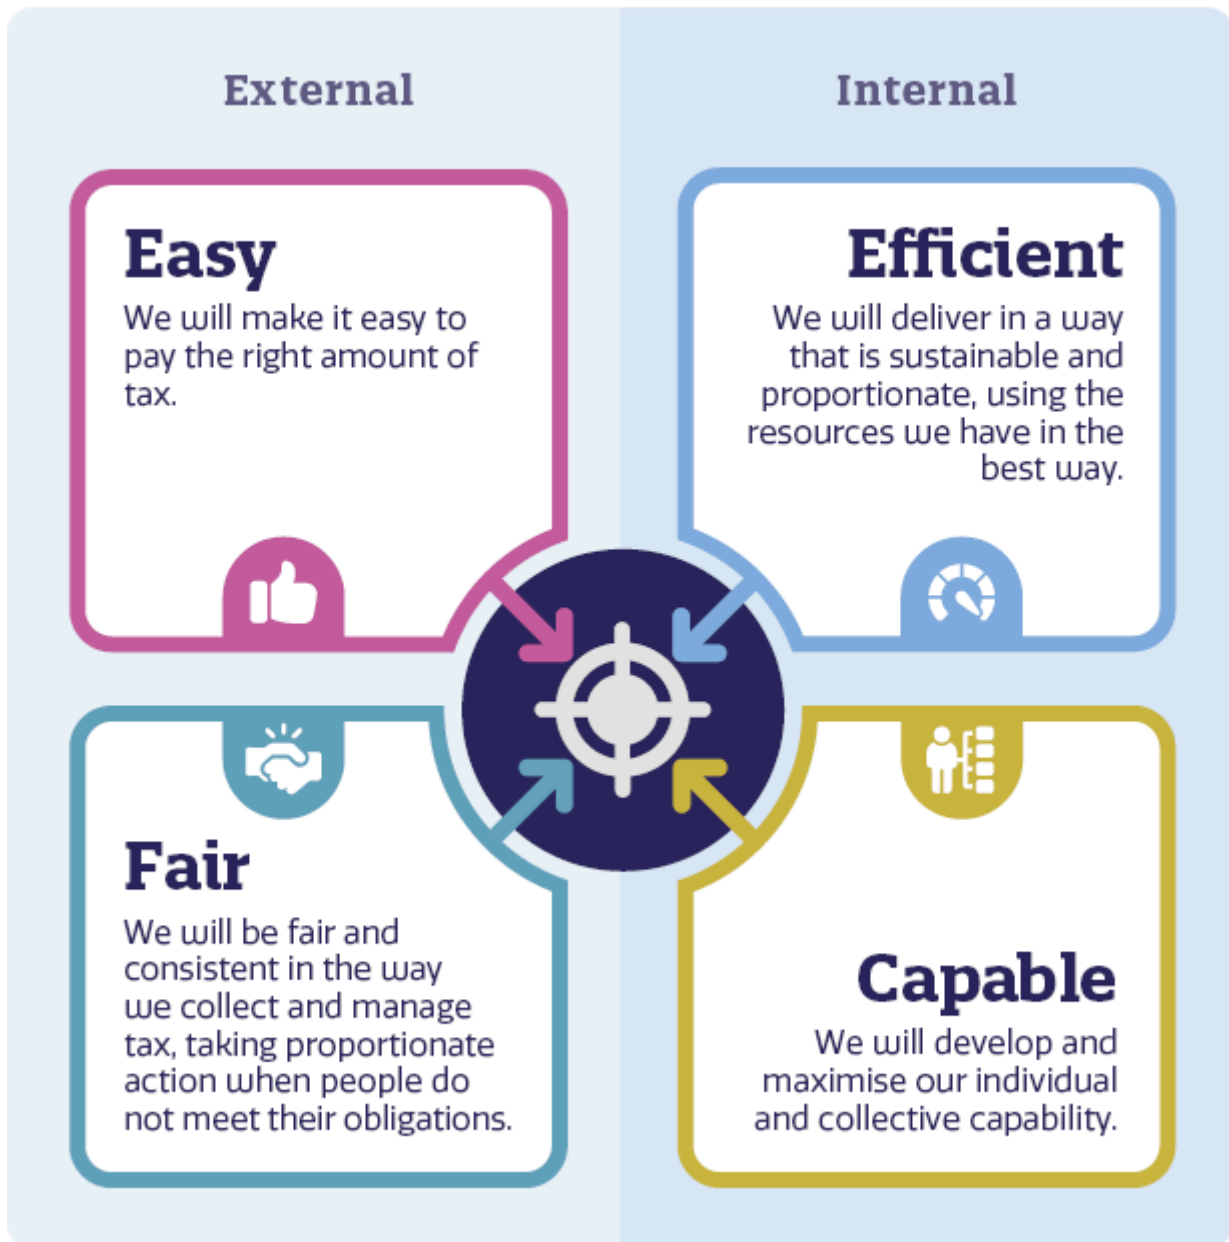 External
Internal
Easy
We will make it easy to
pay the right amount of
tax.
Efficient
We will deliver in a way
that is sustainable and
proportionate, using the
resources we have in the
best way.
Fair
We will be fair and
consistent in the way
we collect and manage
tax, taking proportionate
action when people do
not meet their obligations.
Capable
We will develop and
maximise our individual
and collective capability.